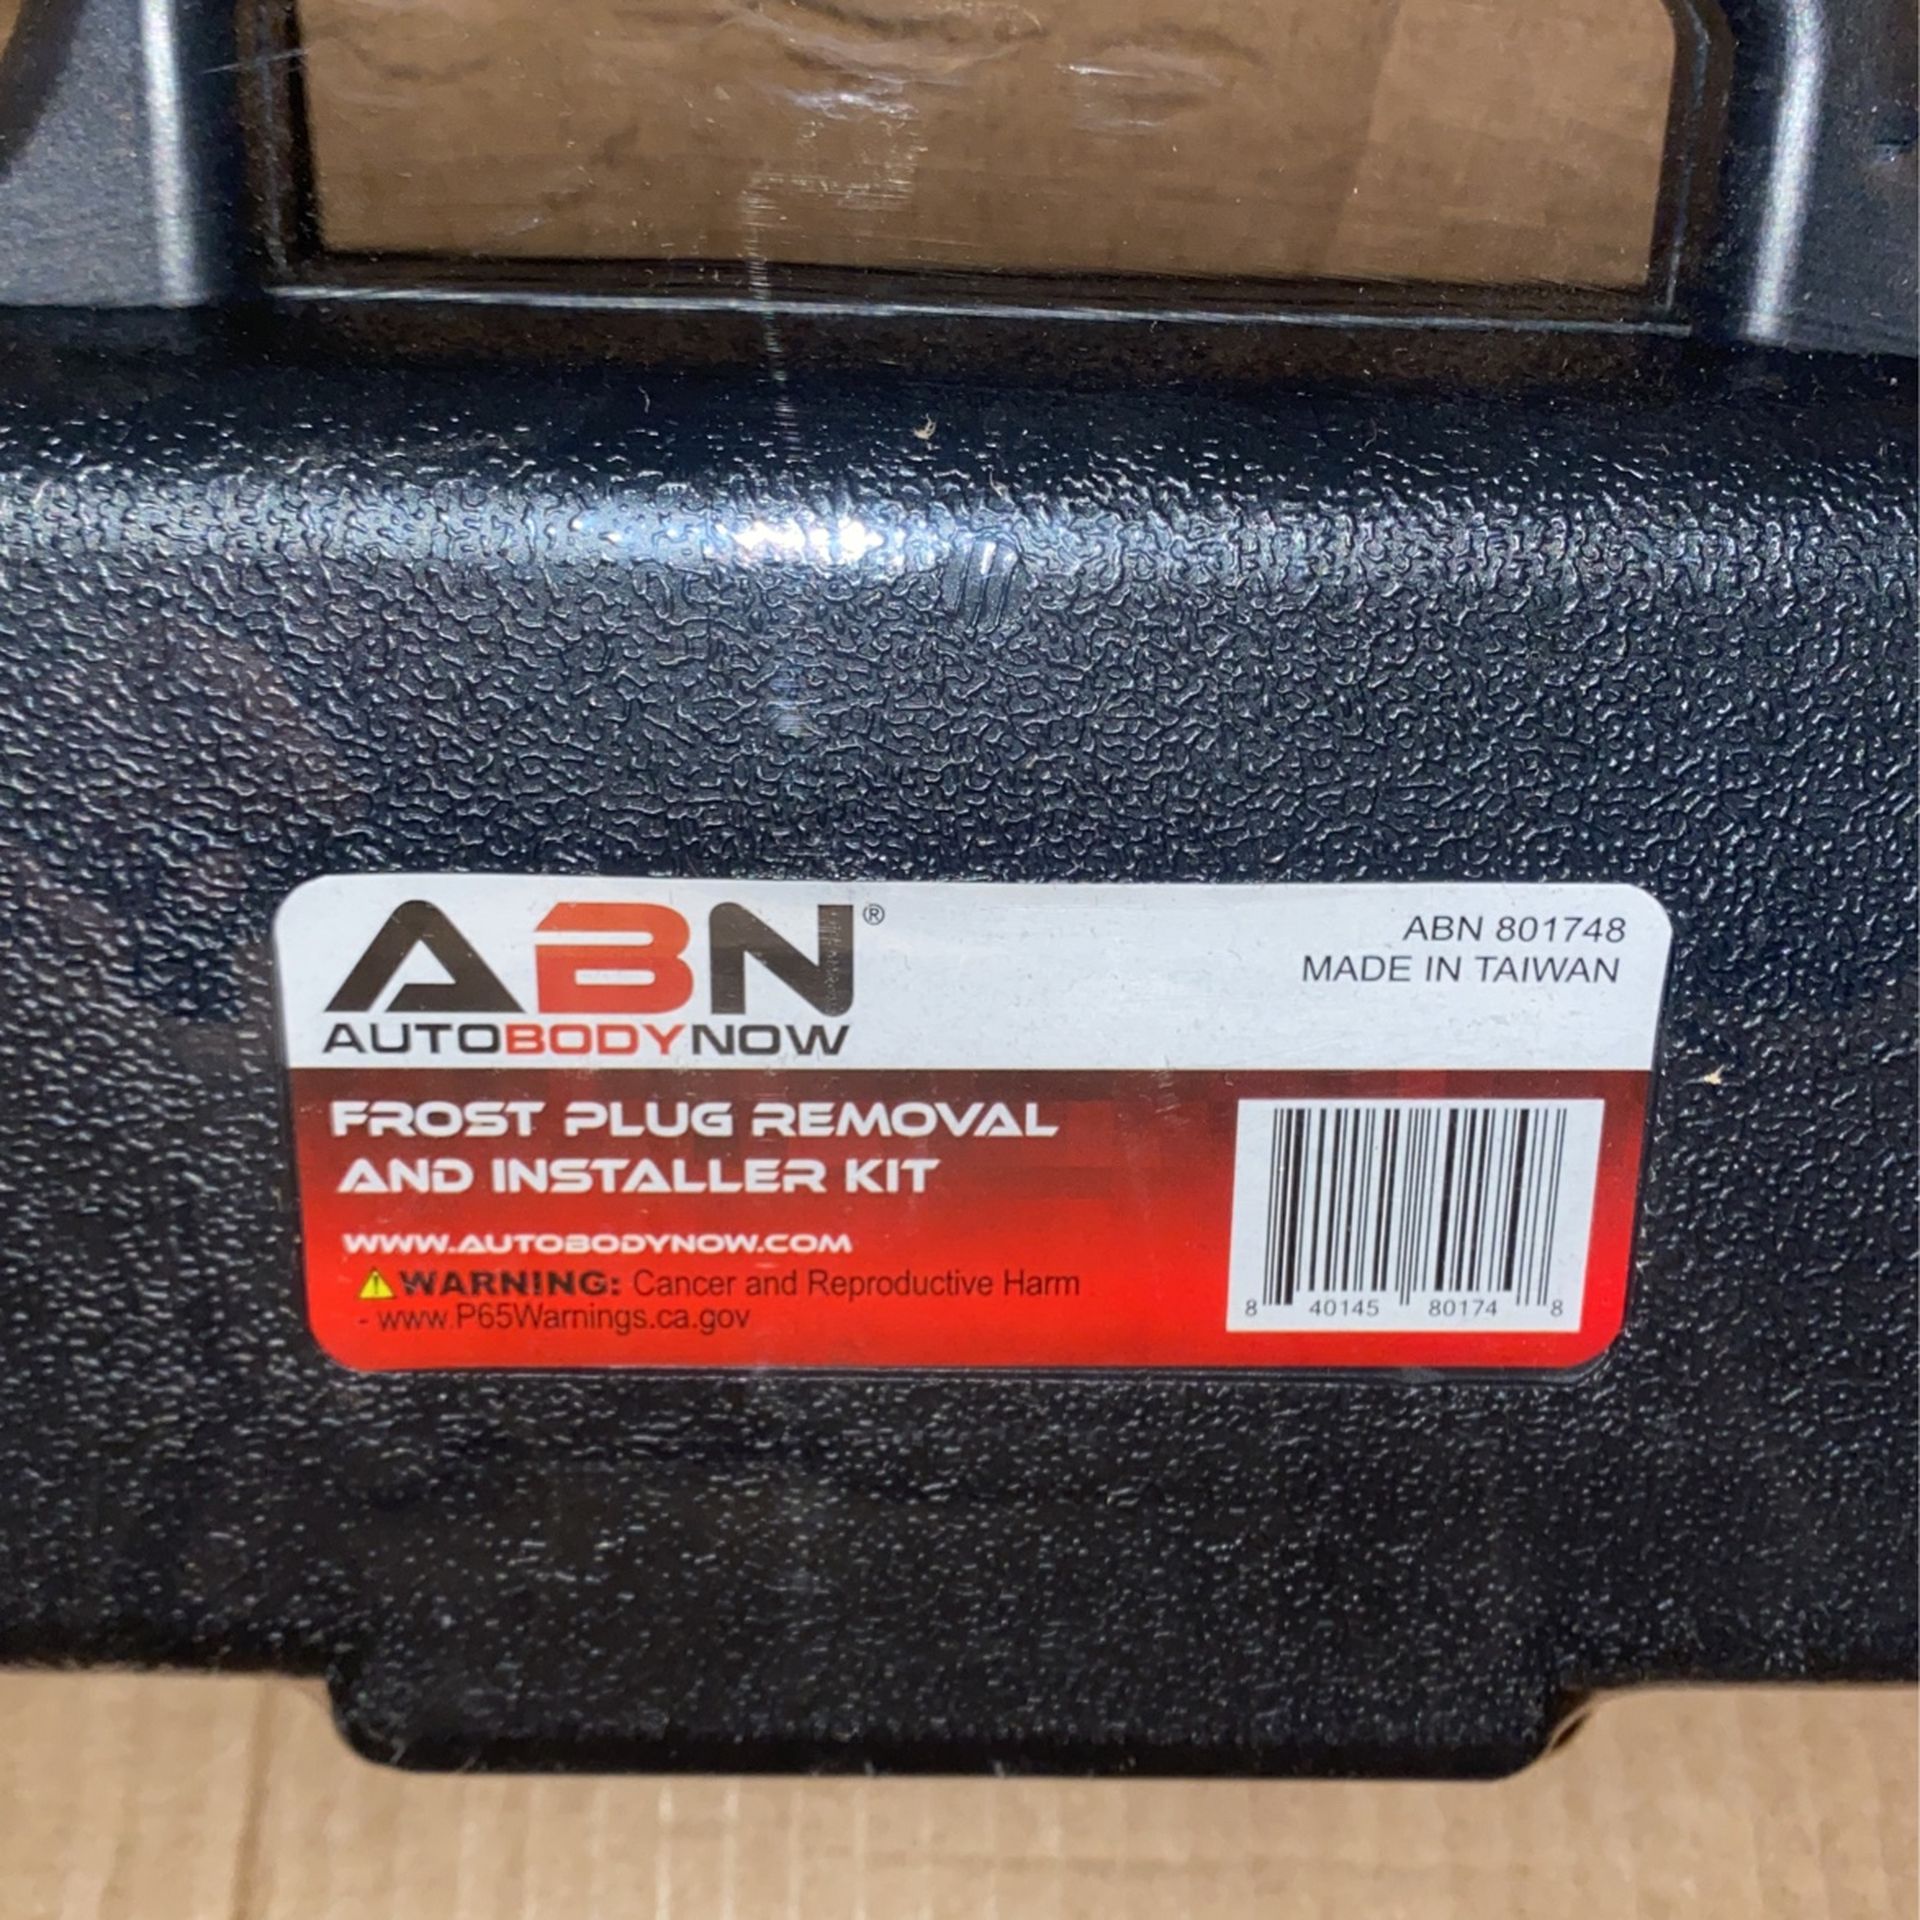 ABN®
AUTOBODYNOW
ABN 801748
MADE IN TAIWAN
FROST PLUG REMOVAL
AND INSTALLER KIT
WWW.AUTOBODYNOW.COM
WARNING: Cancer and Reproductive Harm
- www.P65Warnings.ca.gov
8 40145 80174 8